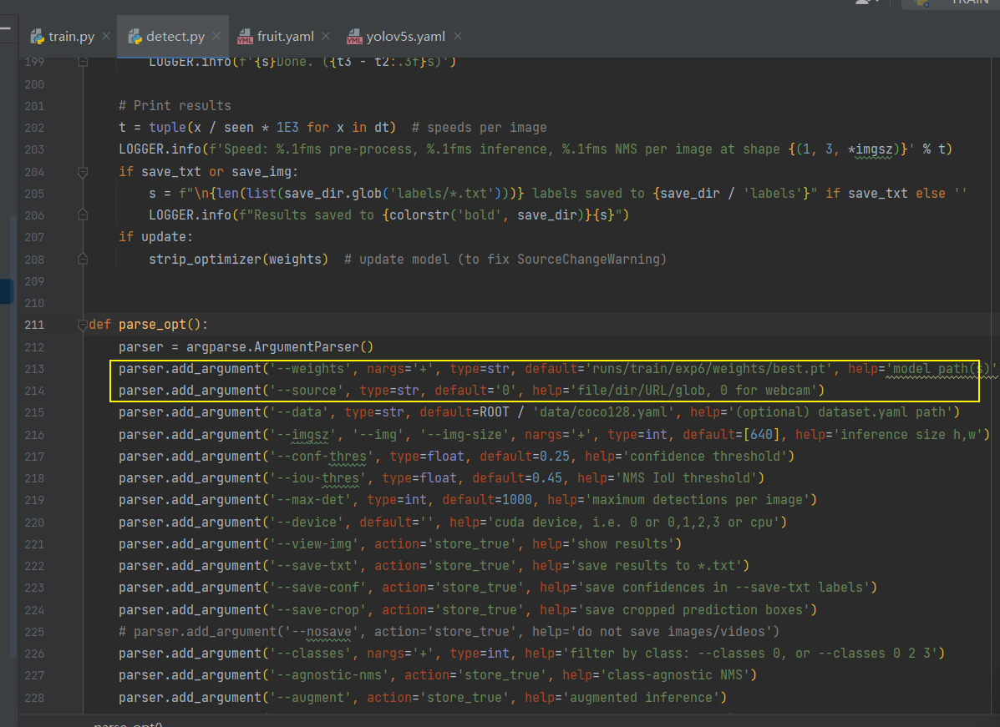 TRAIN
train.py
detect.py
fruit.yaml
yolov5s.yaml
199 LOGGER.info(f'{s}Done. ({t3 - t2:.3f}s)')
200
201 # Print results
202 t = tuple(x / seen * 1E3 for x in dt)  # speeds per image
203 LOGGER.info(f'Speed: %.1fms pre-process, %.1fms inference, %.1fms NMS per image at shape {(1, 3, *imgsz)}' % t)
204 if save_txt or save_img:
205 s = f"\n{len(list(save_dir.glob('labels/*.txt')))} labels saved to {save_dir / 'labels'}" if save_txt else ''
206 LOGGER.info(f"Results saved to {colorstr('bold', save_dir)}{s}")
207 if update:
208 strip_optimizer(weights)  # update model (to fix SourceChangeWarning)
209
210
211 def parse_opt():
212 parser = argparse.ArgumentParser()
213 parser.add_argument('--weights', nargs='+', type=str, default='runs/train/exp6/weights/best.pt', help='model path(s)'
214 parser.add_argument('--source', type=str, default='0', help='file/dir/URL/glob, 0 for webcam')
215 parser.add_argument('--data', type=str, default=ROOT / 'data/coco128.yaml', help='(optional) dataset.yaml path')
216 parser.add_argument('--imgsz', '--img', '--img-size', nargs='+', type=int, default=[640], help='inference size h,w')
217 parser.add_argument('--conf-thres', type=float, default=0.25, help='confidence threshold')
218 parser.add_argument('--iou-thres', type=float, default=0.45, help='NMS IoU threshold')
219 parser.add_argument('--max-det', type=int, default=1000, help='maximum detections per image')
220 parser.add_argument('--device', default='', help='cuda device, i.e. 0 or 0,1,2,3 or cpu')
221 parser.add_argument('--view-img', action='store_true', help='show results')
222 parser.add_argument('--save-txt', action='store_true', help='save results to *.txt')
223 parser.add_argument('--save-conf', action='store_true', help='save confidences in --save-txt labels')
224 parser.add_argument('--save-crop', action='store_true', help='save cropped prediction boxes')
225 # parser.add_argument('--nosave', action='store_true', help='do not save images/videos')
226 parser.add_argument('--classes', nargs='+', type=int, help='filter by class: --classes 0, or --classes 0 2 3')
227 parser.add_argument('--agnostic-nms', action='store_true', help='class-agnostic NMS')
228 parser.add_argument('--augment', action='store_true', help='augmented inference')
parse_opt()